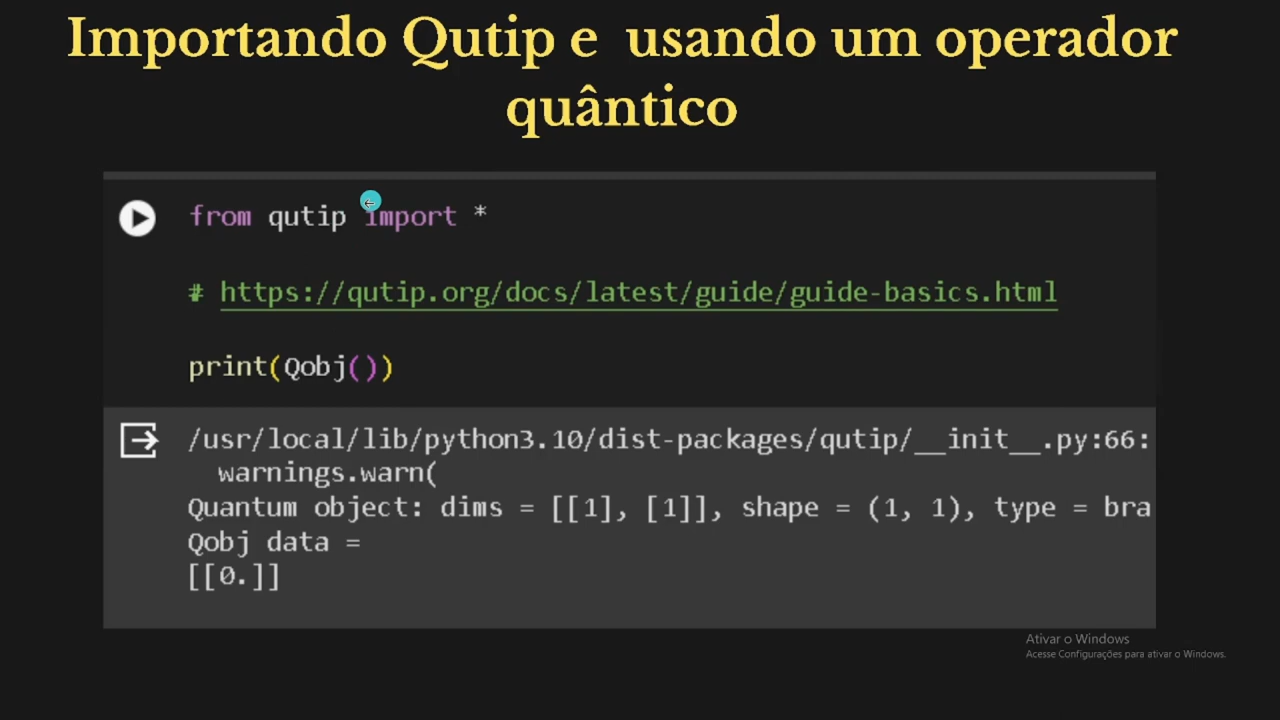 Importando Qutip e usando um operador
quântico
from qutip import *
# https://qutip.org/docs/latest/guide/guide-basics.html
print(Qobj())
/usr/local/lib/python3.10/dist-packages/qutip/__init__.py:66:
warnings.warn(
Quantum object: dims = [[1], [1]], shape = (1, 1), type = bra
Qobj data =
[[0.]]
Ativar o Windows
Acesse Configurações para ativar o Windows.